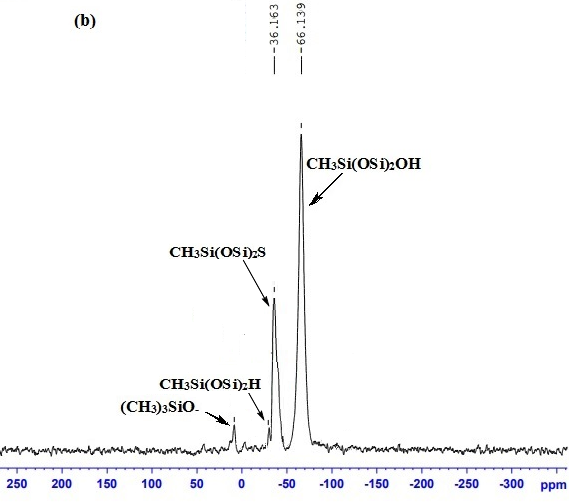 (b)
-36.163
-66.139
CH3Si(OSi)2OH
CH3Si(OSi)2S
CH3Si(OSi)2H
(CH3)3SiO-
250 200 150 100 50 0 -50 -100 -150 -200 -250 -300 ppm